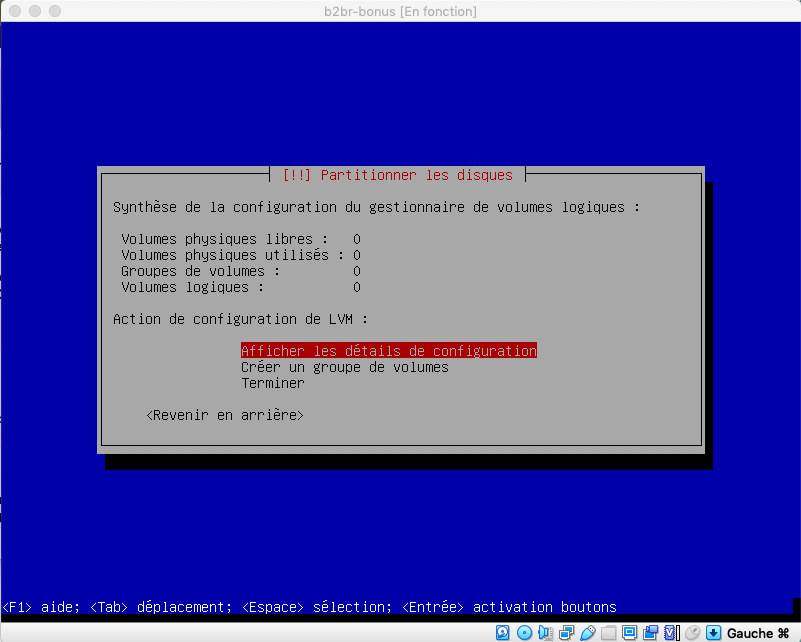 b2br-bonus [En fonction]
[!!] Partitionner les disques
Synthèse de la configuration du gestionnaire de volumes logiques :
Volumes physiques libres : 0
Volumes physiques utilisés : 0
Groupes de volumes : 0
Volumes logiques : 0
Action de configuration de LVM :
Afficher les détails de configuration
Créer un groupe de volumes
Terminer
<Revenir en arrière>
<F1> aide; <Tab> déplacement; <Espace> sélection; <Entrée> activation boutons
Gauche ⌘